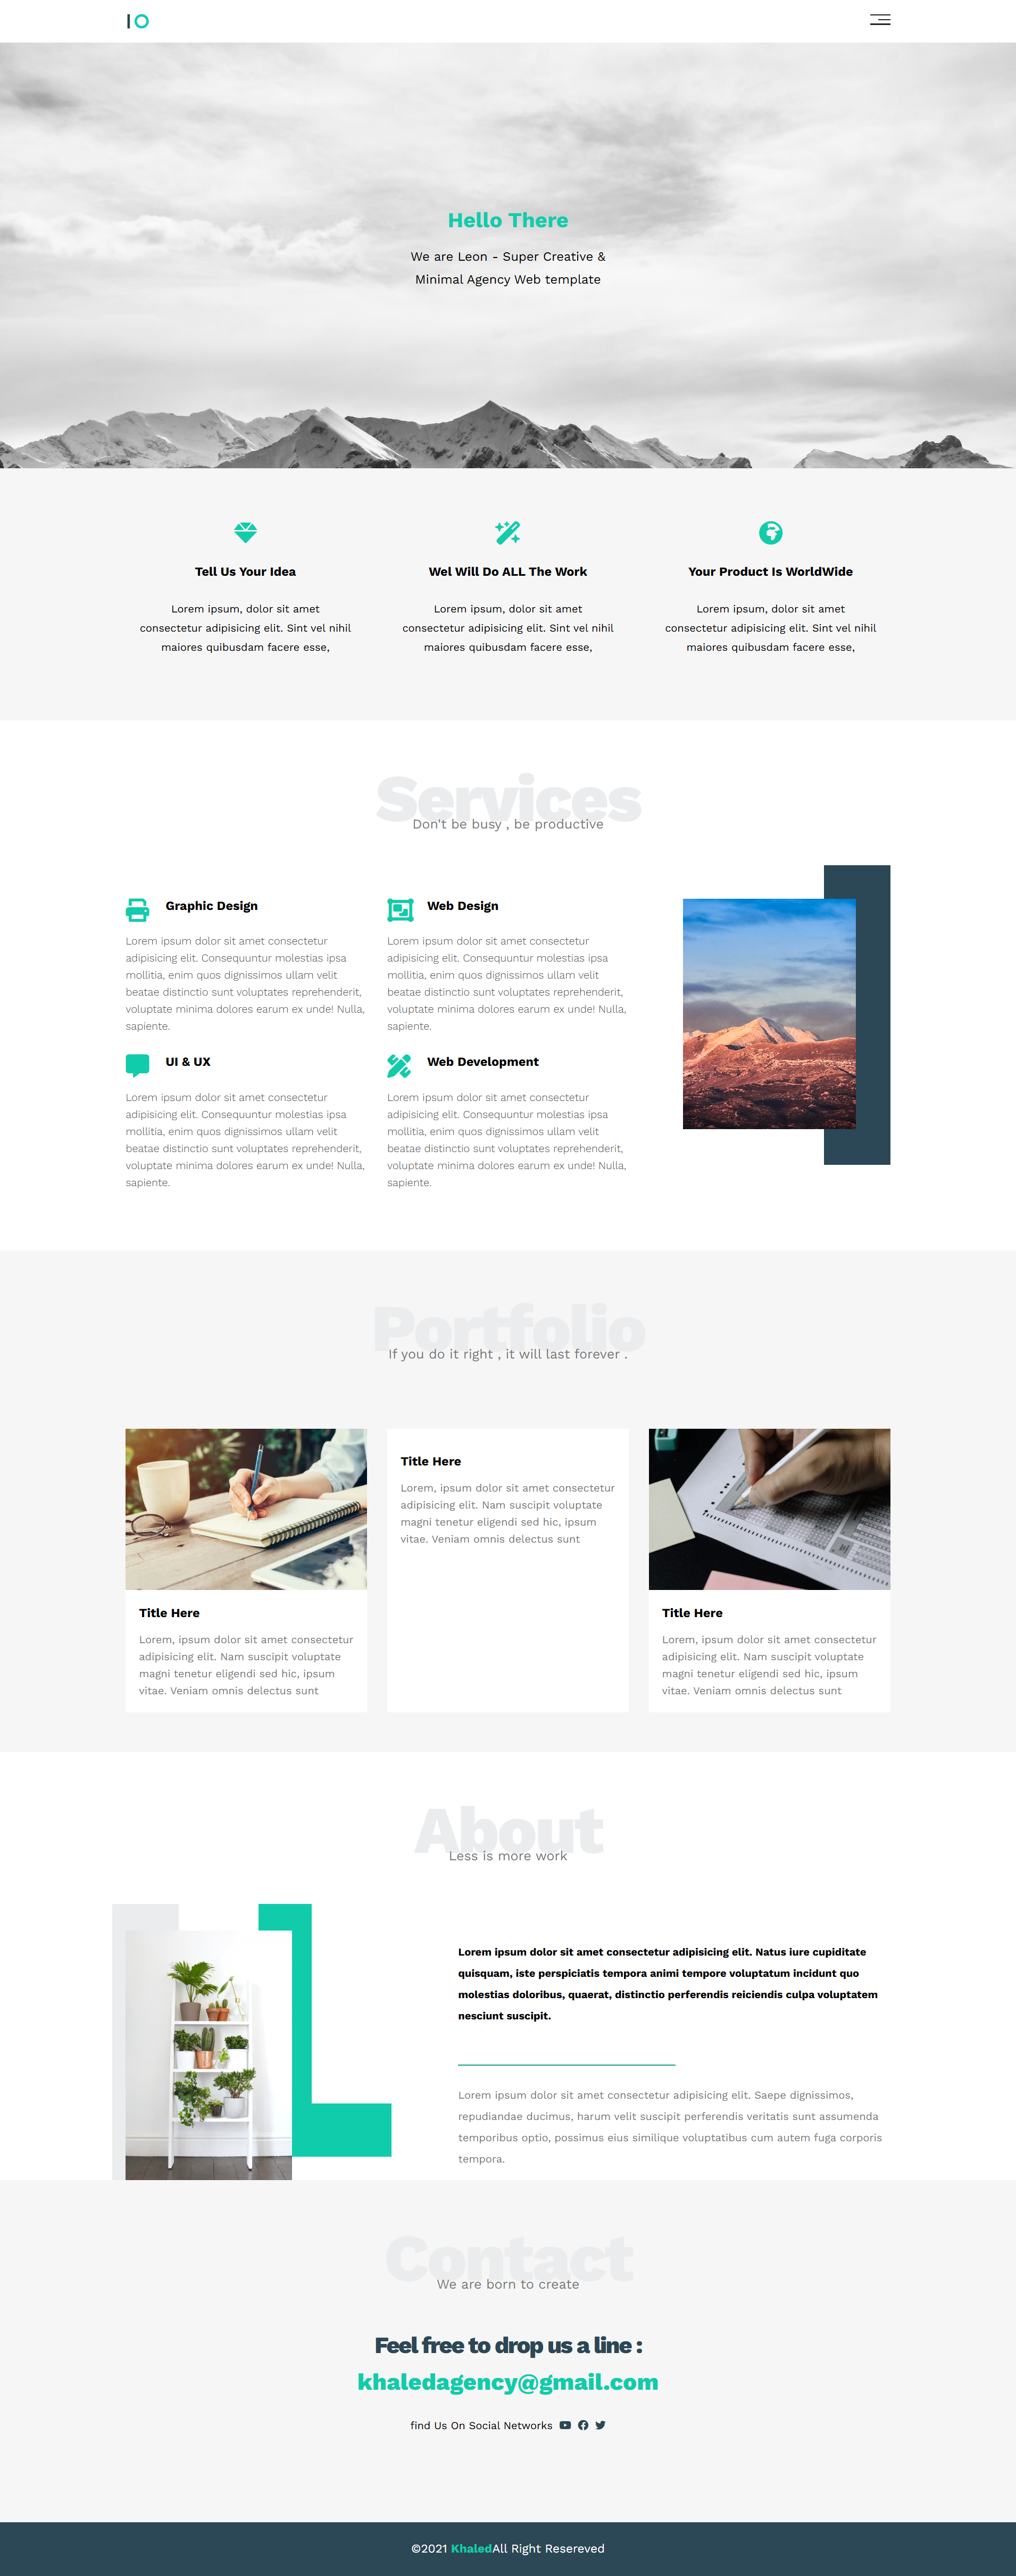 IO
Hello There
We are Leon - Super Creative &
Minimal Agency Web template
Tell Us Your Idea
Lorem ipsum, dolor sit amet
consectetur adipisicing elit. Sint vel nihil
maiores quibusdam facere esse,
Wel Will Do ALL The Work
Lorem ipsum, dolor sit amet
consectetur adipisicing elit. Sint vel nihil
maiores quibusdam facere esse,
Your Product Is WorldWide
Lorem ipsum, dolor sit amet
consectetur adipisicing elit. Sint vel nihil
maiores quibusdam facere esse,
Services
Don't be busy , be productive
Graphic Design
Lorem ipsum dolor sit amet consectetur
adipisicing elit. Consequuntur molestias ipsa
mollitia, enim quos dignissimos ullam velit
beatae distinctio sunt voluptates reprehenderit,
voluptate minima dolores earum ex unde! Nulla,
sapiente.
Web Design
Lorem ipsum dolor sit amet consectetur
adipisicing elit. Consequuntur molestias ipsa
mollitia, enim quos dignissimos ullam velit
beatae distinctio sunt voluptates reprehenderit,
voluptate minima dolores earum ex unde! Nulla,
sapiente.
UI & UX
Lorem ipsum dolor sit amet consectetur
adipisicing elit. Consequuntur molestias ipsa
mollitia, enim quos dignissimos ullam velit
beatae distinctio sunt voluptates reprehenderit,
voluptate minima dolores earum ex unde! Nulla,
sapiente.
Web Development
Lorem ipsum dolor sit amet consectetur
adipisicing elit. Consequuntur molestias ipsa
mollitia, enim quos dignissimos ullam velit
beatae distinctio sunt voluptates reprehenderit,
voluptate minima dolores earum ex unde! Nulla,
sapiente.
Portfolio
If you do it right , it will last forever .
Title Here
Lorem, ipsum dolor sit amet consectetur
adipisicing elit. Nam suscipit voluptate
magni tenetur eligendi sed hic, ipsum
vitae. Veniam omnis delectus sunt
Title Here
Lorem, ipsum dolor sit amet consectetur
adipisicing elit. Nam suscipit voluptate
magni tenetur eligendi sed hic, ipsum
vitae. Veniam omnis delectus sunt
Title Here
Lorem, ipsum dolor sit amet consectetur
adipisicing elit. Nam suscipit voluptate
magni tenetur eligendi sed hic, ipsum
vitae. Veniam omnis delectus sunt
About
Less is more work
Lorem ipsum dolor sit amet consectetur adipisicing elit. Natus iure cupiditate
quisquam, iste perspiciatis tempora animi tempore voluptatum incidunt quo
molestias doloribus, quaerat, distinctio perferendis reiciendis culpa voluptatem
nesciunt suscipit.
Lorem ipsum dolor sit amet consectetur adipisicing elit. Saepe dignissimos,
repudiandae ducimus, harum velit suscipit perferendis veritatis sunt assumenda
temporibus optio, possimus eius similique voluptatibus cum autem fuga corporis
tempora.
Contact
We are born to create
Feel free to drop us a line :
khaledagency@gmail.com
find Us On Social Networks
©2021 KhaledAll Right Resereved